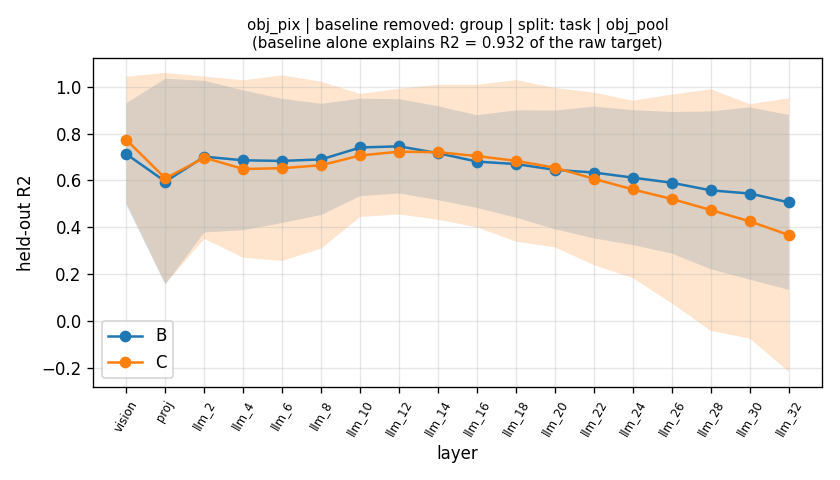 obj_pix | baseline removed: group | split: task | obj_pool
(baseline alone explains R2 = 0.932 of the raw target)
held-out R2
1.0
0.8
0.6
0.4
0.2
0.0
−0.2
B
C
vision
proj
llm_2
llm_4
llm_6
llm_8
llm_10
llm_12
llm_14
llm_16
llm_18
llm_20
llm_22
llm_24
llm_26
llm_28
llm_30
llm_32
layer